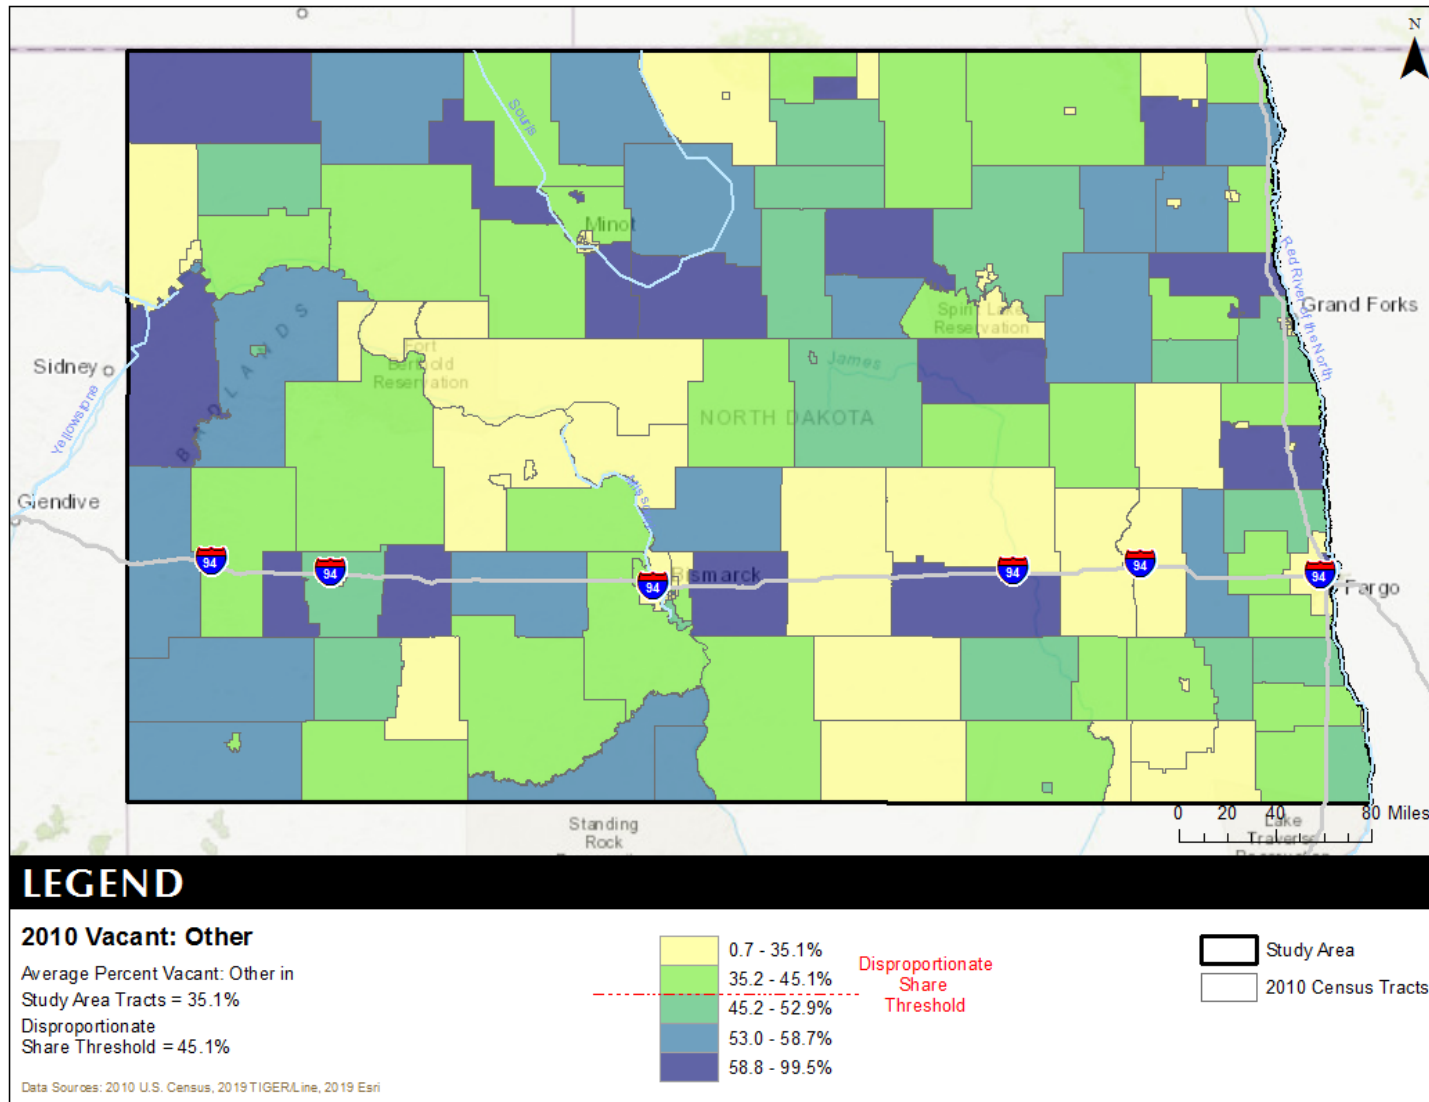 N
Souris
Minot
Red River of the North
Grand Forks
Spirit Lake
Reservation
Sidney
BADLANDS
Fort
Berthold
Reservation
James
Yellowstone
NORTH DAKOTA
Glendive
94
94
94
94
94
Bismarck
Fargo
0 20 40 80 Miles
Standing
Rock
Lake
Traverse
LEGEND
2010 Vacant: Other
Average Percent Vacant: Other in
Study Area Tracts = 35.1%
Disproportionate
Share Threshold = 45.1%
Data Sources: 2010 U.S. Census, 2019 TIGER/Line, 2019 Esri
0.7 - 35.1%
35.2 - 45.1%
45.2 - 52.9%
53.0 - 58.7%
58.8 - 99.5%
Disproportionate
Share
Threshold
Study Area
2010 Census Tracts